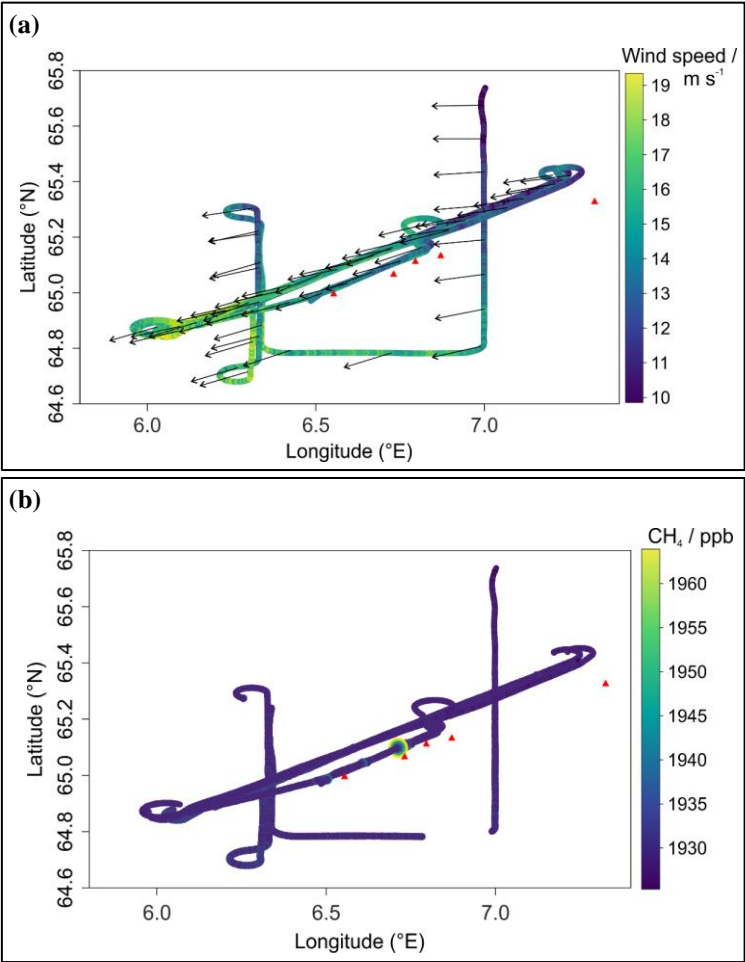 (a)
Wind speed /
m s⁻¹
65.8
65.6
65.4
65.2
65.0
64.8
64.6
Latitude (°N)
19
18
17
16
15
14
13
12
11
10
6.0 6.5 7.0
Longitude (°E)
(b)
CH₄ / ppb
65.8
65.6
65.4
65.2
65.0
64.8
64.6
Latitude (°N)
1960
1955
1950
1945
1940
1935
1930
6.0 6.5 7.0
Longitude (°E)